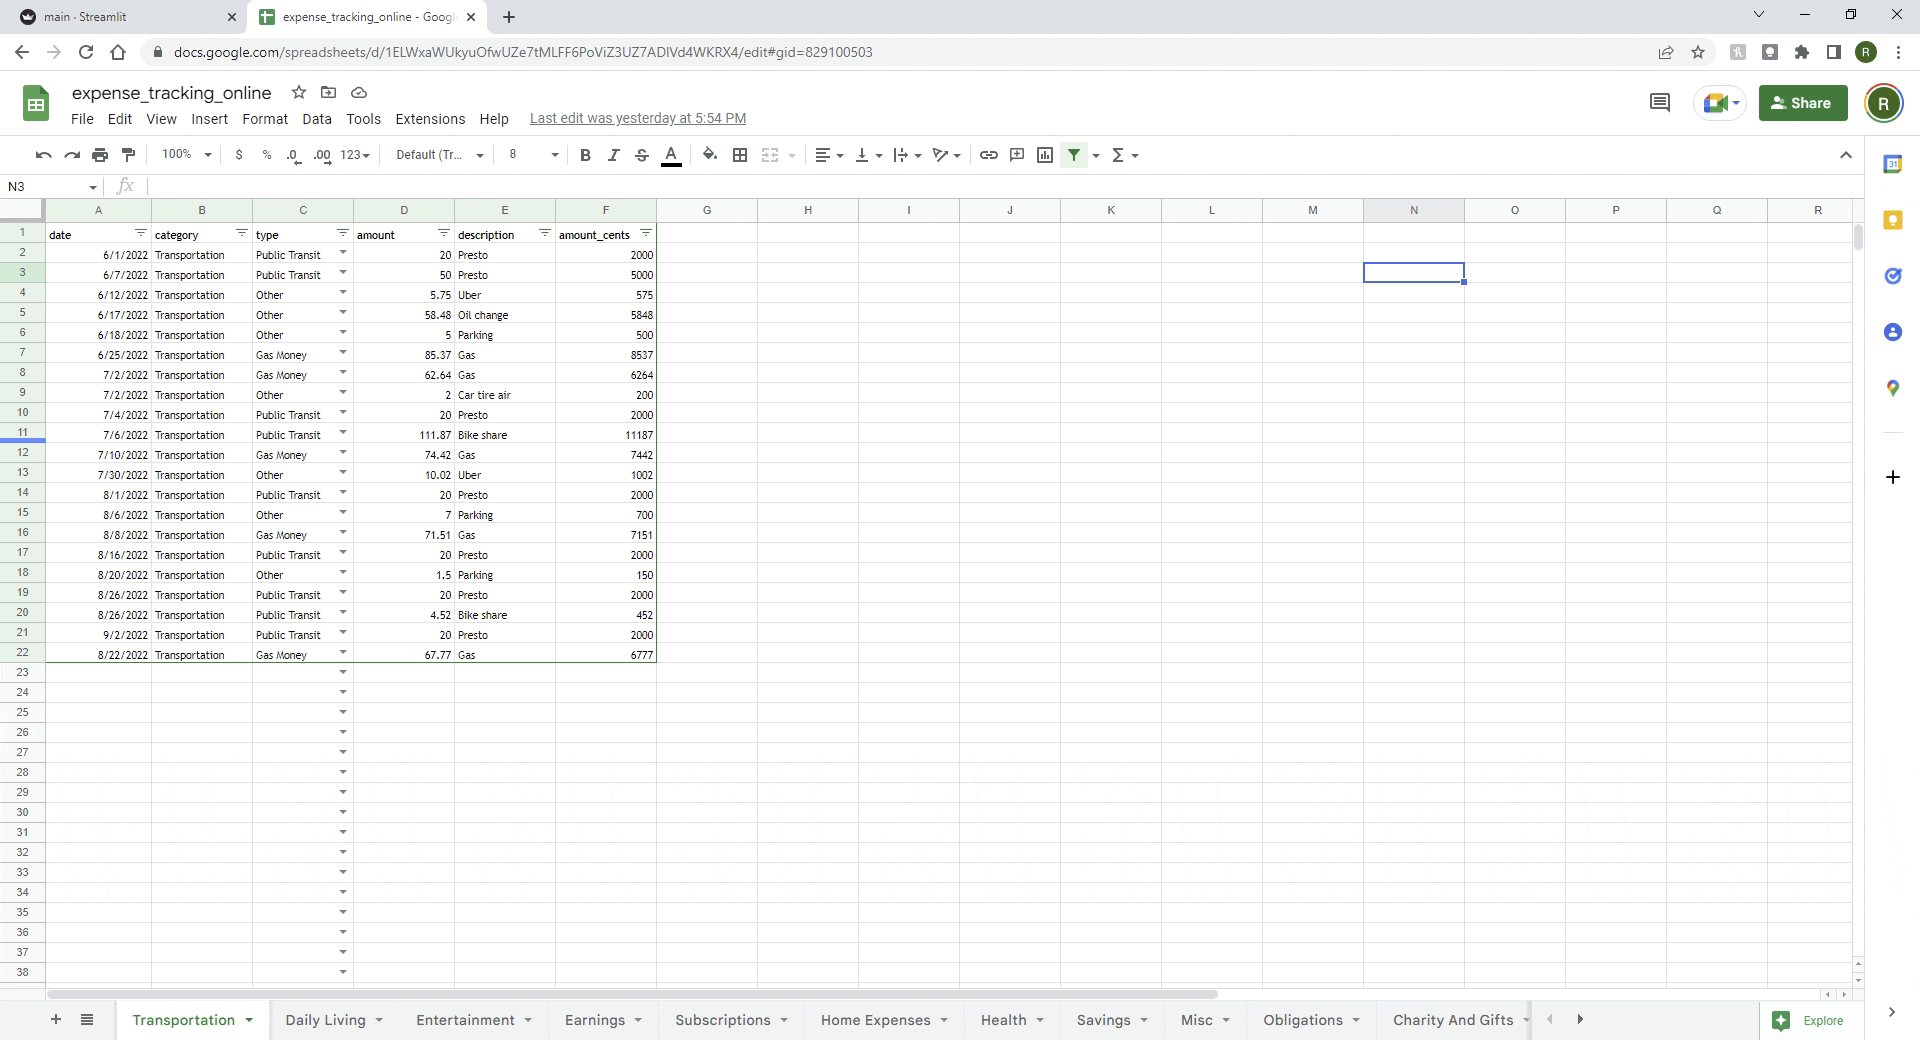 main · Streamlit
expense_tracking_online - Googl
docs.google.com/spreadsheets/d/1ELWxaWUkyuOfwUZe7tMLFF6PoViZ3UZ7ADlVd4WKRX4/edit#gid=829100503
R
expense_tracking_online
Share
R
File Edit View Insert Format Data Tools Extensions Help Last edit was yesterday at 5:54 PM
100% $ % .0 .00 123 Default (Tr... 8 B I S A Σ
31
N3 fx
A B C D E F G H I J K L M N O P Q R
1 date category type amount description amount_cents
2 6/1/2022 Transportation Public Transit 20 Presto 2000
3 6/7/2022 Transportation Public Transit 50 Presto 5000
4 6/12/2022 Transportation Other 5.75 Uber 575
5 6/17/2022 Transportation Other 58.48 Oil change 5848
6 6/18/2022 Transportation Other 5 Parking 500
7 6/25/2022 Transportation Gas Money 85.37 Gas 8537
8 7/2/2022 Transportation Gas Money 62.64 Gas 6264
9 7/2/2022 Transportation Other 2 Car tire air 200
10 7/4/2022 Transportation Public Transit 20 Presto 2000
11 7/6/2022 Transportation Public Transit 111.87 Bike share 11187
12 7/10/2022 Transportation Gas Money 74.42 Gas 7442
13 7/30/2022 Transportation Other 10.02 Uber 1002
14 8/1/2022 Transportation Public Transit 20 Presto 2000
15 8/6/2022 Transportation Other 7 Parking 700
16 8/8/2022 Transportation Gas Money 71.51 Gas 7151
17 8/16/2022 Transportation Public Transit 20 Presto 2000
18 8/20/2022 Transportation Other 1.5 Parking 150
19 8/26/2022 Transportation Public Transit 20 Presto 2000
20 8/26/2022 Transportation Public Transit 4.52 Bike share 452
21 9/2/2022 Transportation Public Transit 20 Presto 2000
22 8/22/2022 Transportation Gas Money 67.77 Gas 6777
23
24
25
26
27
28
29
30
31
32
33
34
35
36
37
38
Transportation Daily Living Entertainment Earnings Subscriptions Home Expenses Health Savings Misc Obligations Charity And Gifts Explore